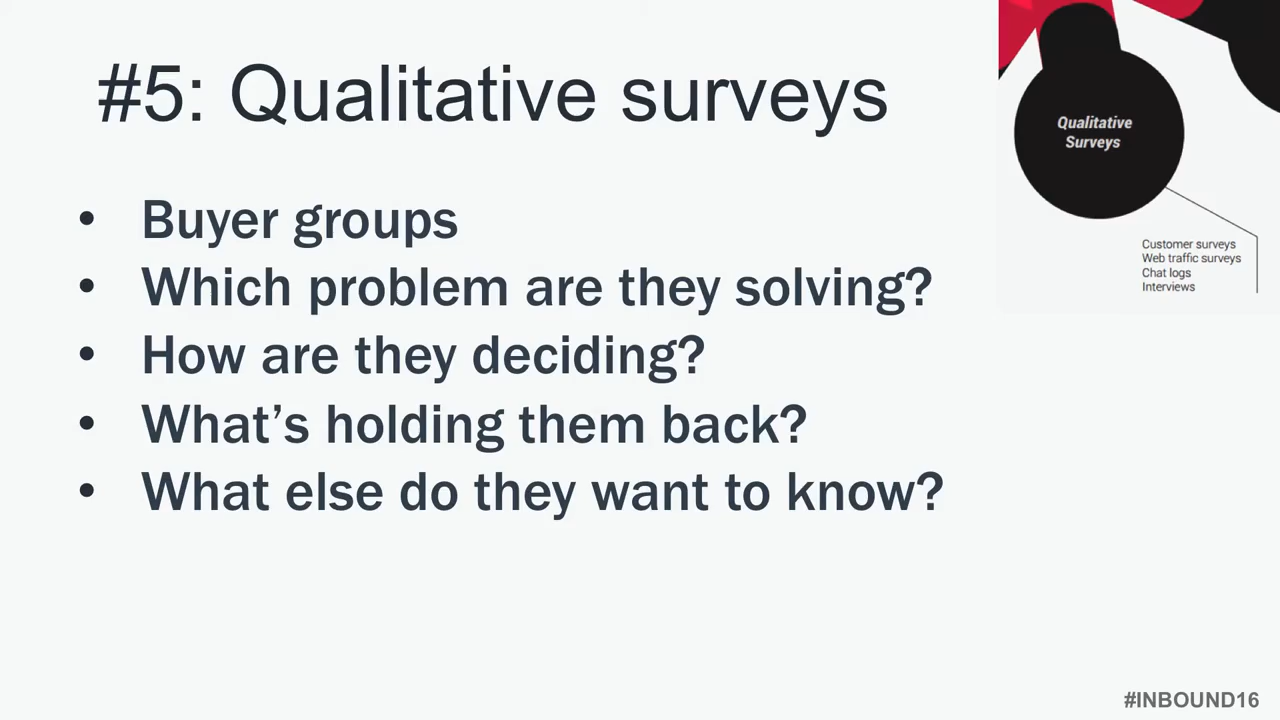 #5: Qualitative surveys
• Buyer groups
• Which problem are they solving?
• How are they deciding?
• What’s holding them back?
• What else do they want to know?
Qualitative
Surveys
Customer surveys
Web traffic surveys
Chat logs
Interviews
#INBOUND16